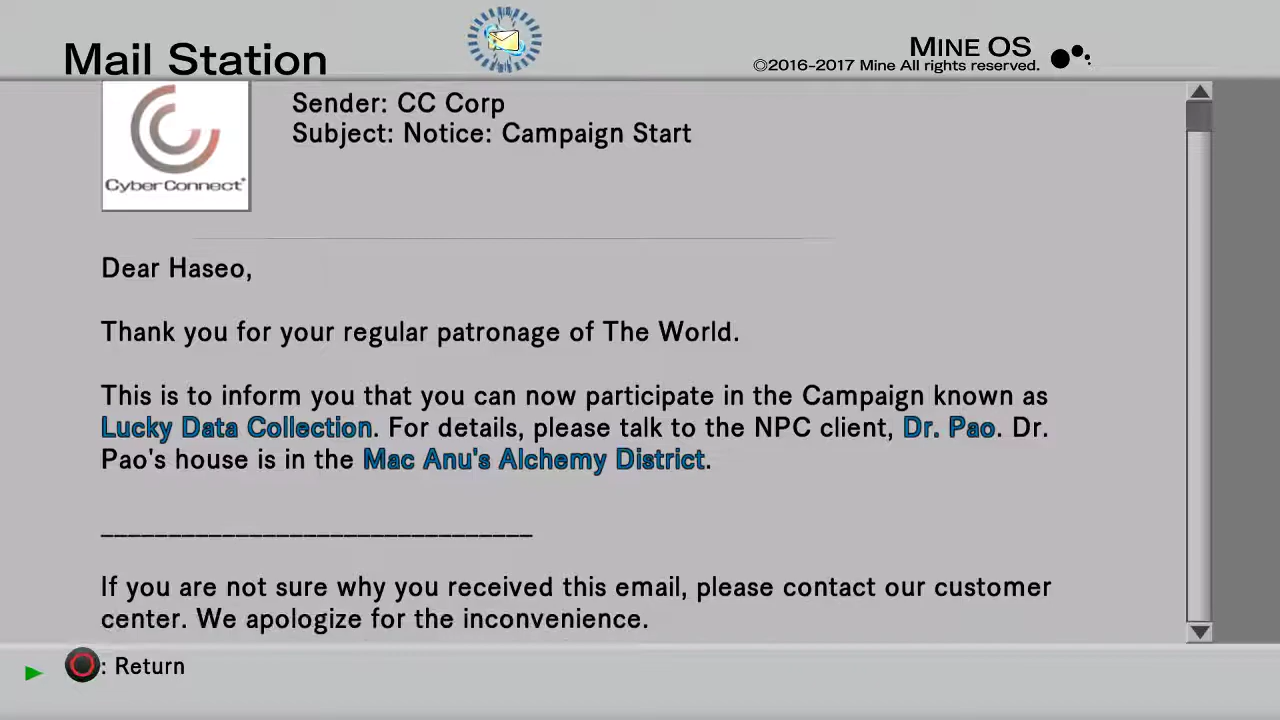 Mail Station
MINE OS
©2016-2017 Mine All rights reserved.
CyberConnect
Sender: CC Corp
Subject: Notice: Campaign Start
Dear Haseo,
Thank you for your regular patronage of The World.
This is to inform you that you can now participate in the Campaign known as
Lucky Data Collection. For details, please talk to the NPC client, Dr. Pao. Dr.
Pao's house is in the Mac Anu's Alchemy District.
________________________________
If you are not sure why you received this email, please contact our customer
center. We apologize for the inconvenience.
: Return